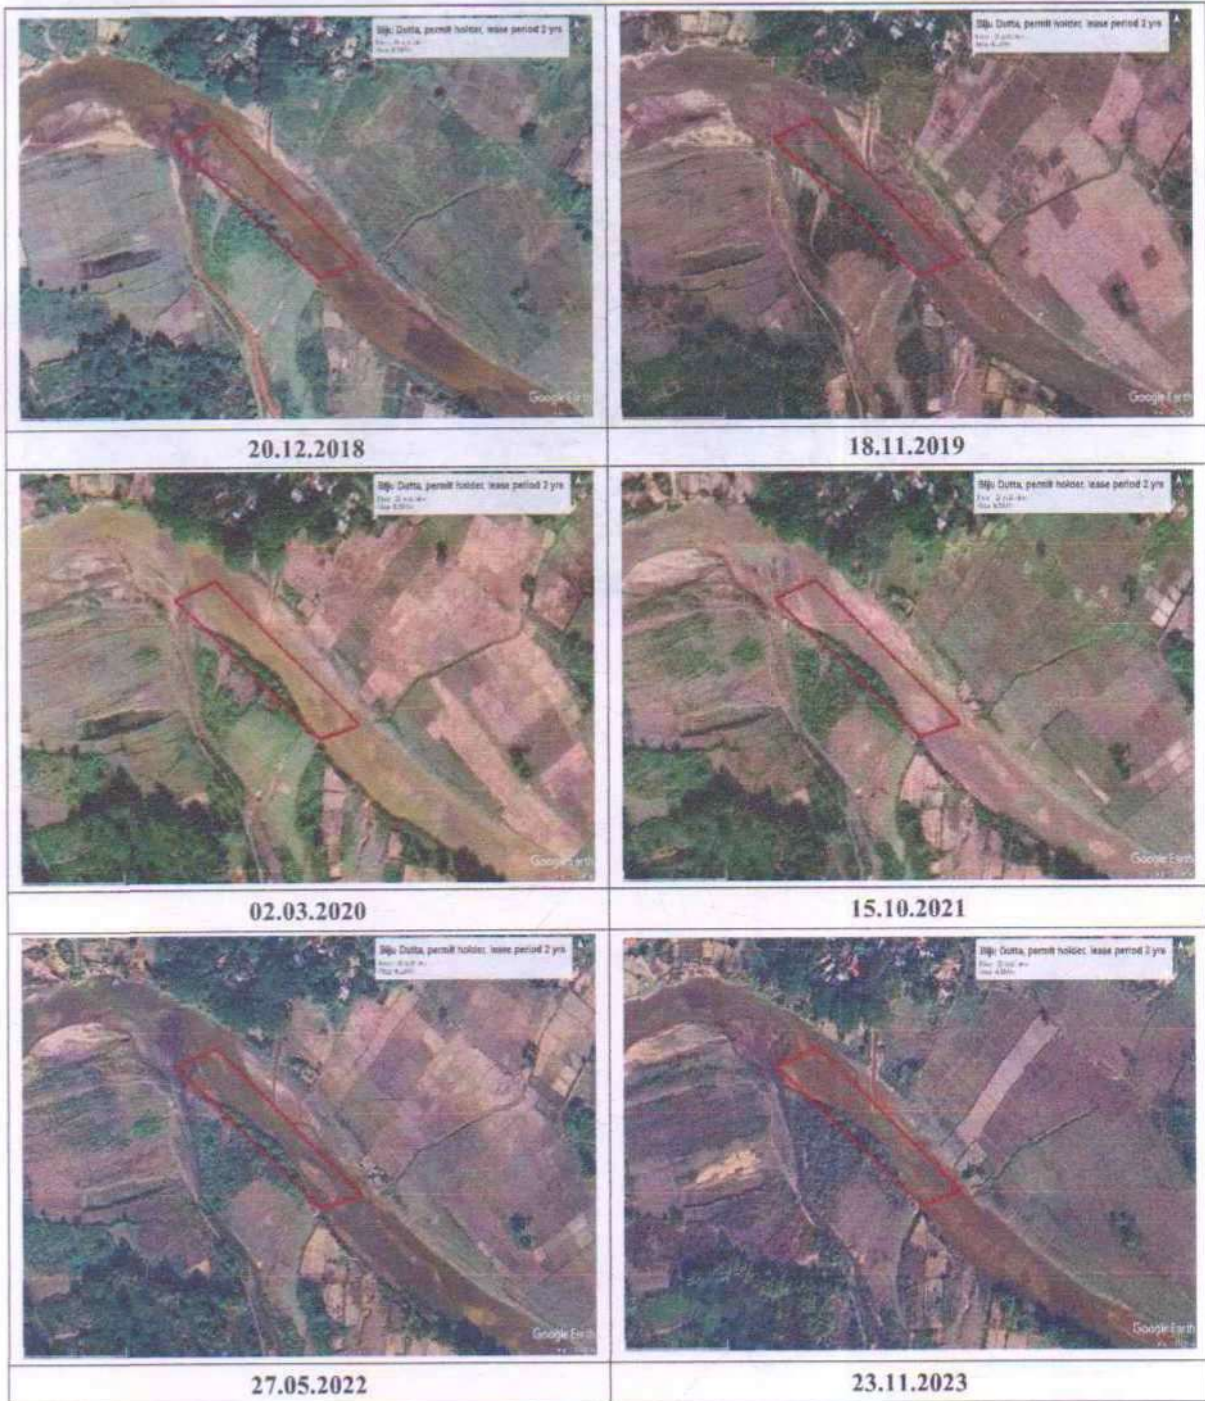 Biju Dutta, permit holder, lease period 2 yrs
Biju Dutta, permit holder, lease period 2 yrs
Google Earth
Google Earth
20.12.2018
18.11.2019
Biju Dutta, permit holder, lease period 2 yrs
Biju Dutta, permit holder, lease period 2 yrs
Google Earth
Google Earth
02.03.2020
15.10.2021
Biju Dutta, permit holder, lease period 2 yrs
Biju Dutta, permit holder, lease period 2 yrs
Google Earth
Google Earth
27.05.2022
23.11.2023